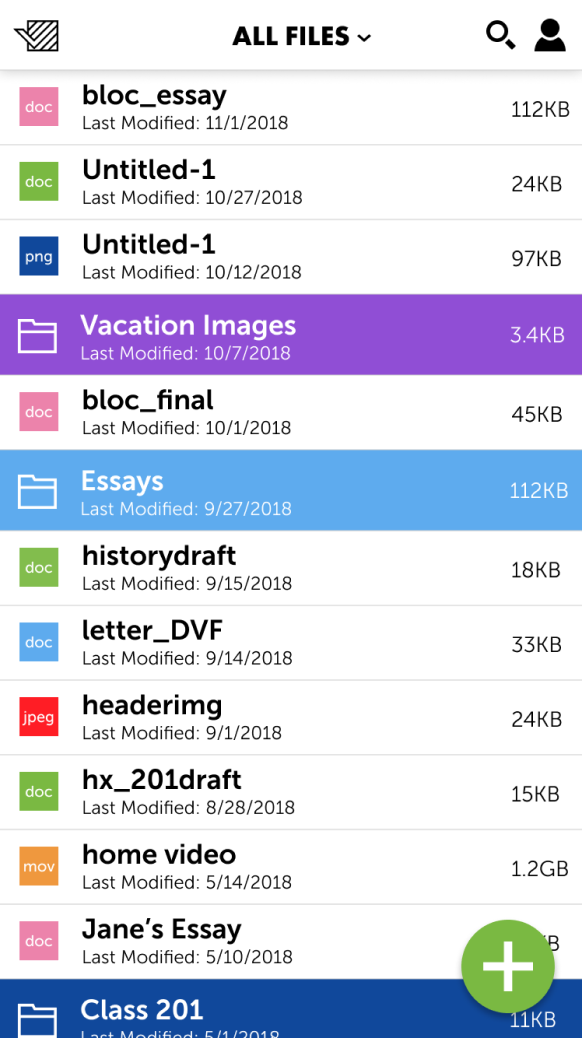 ALL FILES
doc
bloc_essay
Last Modified: 11/1/2018
112KB
doc
Untitled-1
Last Modified: 10/27/2018
24KB
png
Untitled-1
Last Modified: 10/12/2018
97KB
Vacation Images
Last Modified: 10/7/2018
3.4KB
doc
bloc_final
Last Modified: 10/1/2018
45KB
Essays
Last Modified: 9/27/2018
112KB
doc
historydraft
Last Modified: 9/15/2018
18KB
doc
letter_DVF
Last Modified: 9/14/2018
33KB
jpeg
headerimg
Last Modified: 9/1/2018
24KB
doc
hx_201draft
Last Modified: 8/28/2018
15KB
mov
home video
Last Modified: 5/14/2018
1.2GB
doc
Jane’s Essay
Last Modified: 5/10/2018
Class 201
Last Modified: 5/1/2018
11KB